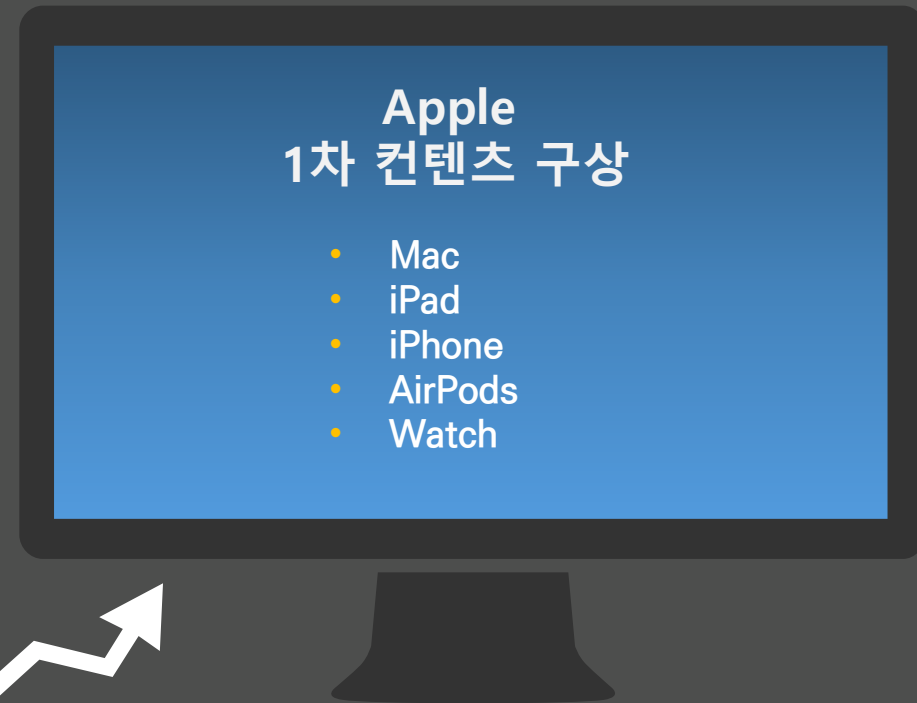 Apple
1차 컨텐츠 구상
• Mac
• iPad
• iPhone
• AirPods
• Watch